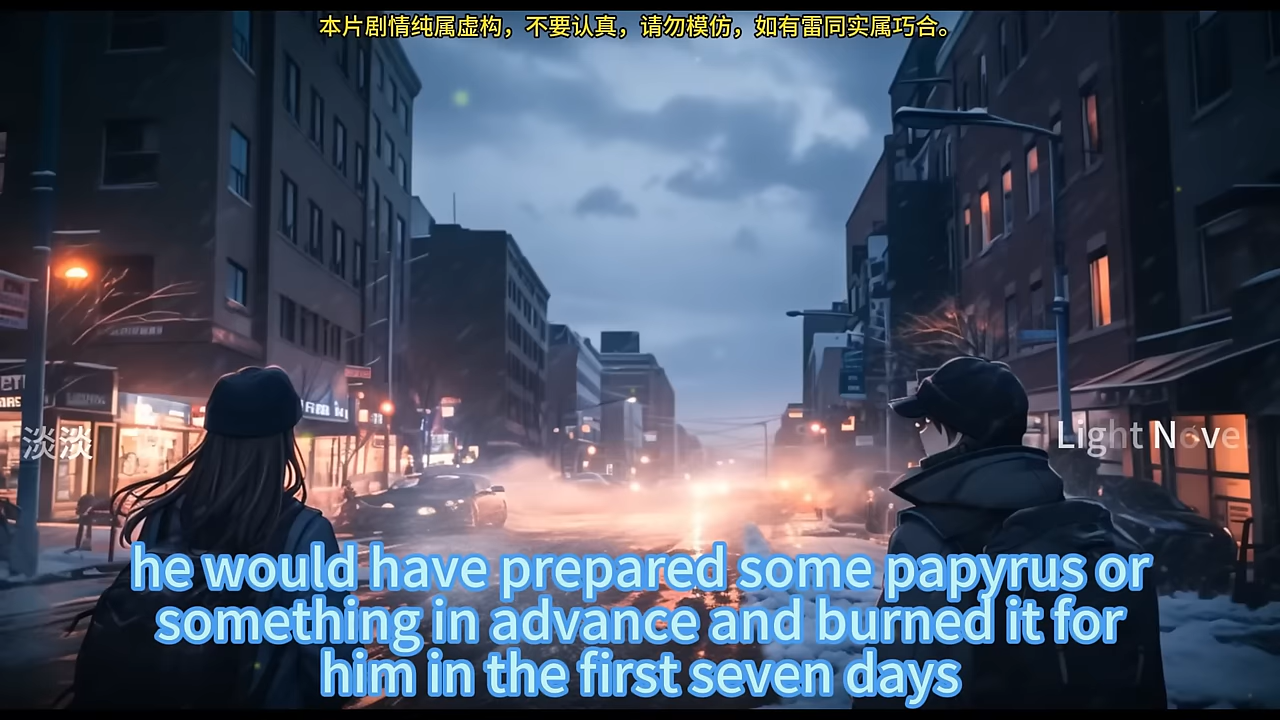 本片剧情纯属虚构，不要认真，请勿模仿，如有雷同实属巧合。
淡淡
Light Nove
he would have prepared some papyrus or
something in advance and burned it for
him in the first seven days